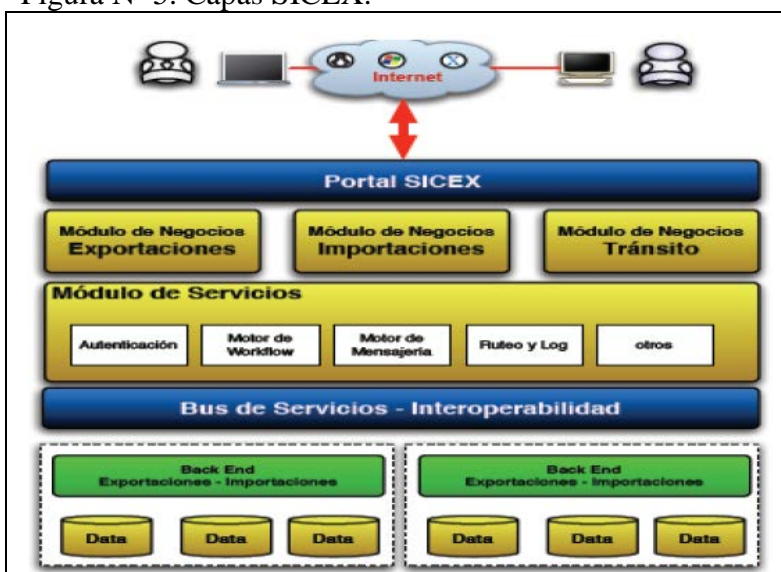 Figura N° 5: Capas SICEX.
Internet
Portal SICEX
Módulo de Negocios
Exportaciones
Módulo de Negocios
Importaciones
Módulo de Negocios
Tránsito
Módulo de Servicios
Autenticación
Motor de
Workflow
Motor de
Mensajería
Ruteo y Log
otros
Bus de Servicios - Interoperabilidad
Back End
Exportaciones - Importaciones
Back End
Exportaciones - Importaciones
Data
Data
Data
Data
Data
Data